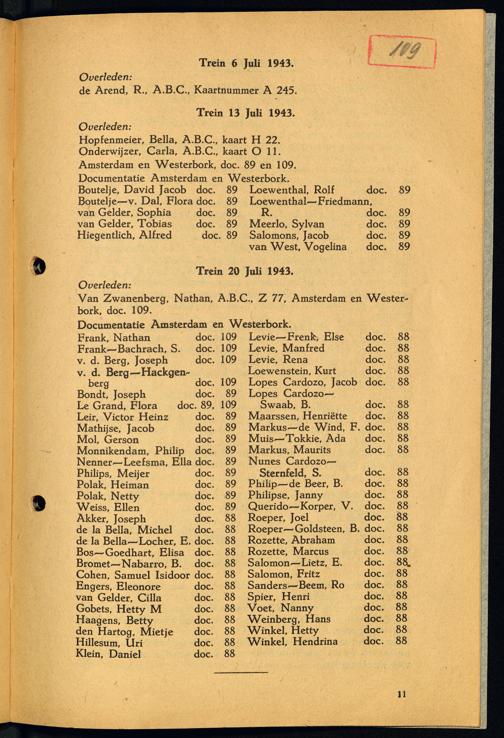 109
Trein 6 Juli 1943.
Overleden:
de Arend, R., A.B.C., Kaartnummer A 245.
Trein 13 Juli 1943.
Overleden:
Hopfenmeier, Bella, A.B.C., kaart H 22.
Onderwijzer, Carla, A.B.C., kaart O 11.
Amsterdam en Westerbork, doc. 89 en 109.
Documentatie Amsterdam en Westerbork.
Boutelje, David Jacob doc. 89
Boutelje—v. Dal, Flora doc. 89
van Gelder, Sophia doc. 89
van Gelder, Tobias doc. 89
Hiegentlich, Alfred doc. 89
Loewenthal, Rolf doc. 89
Loewenthal—Friedmann,
R. doc. 89
Meerlo, Sylvan doc. 89
Salomons, Jacob doc. 89
van West, Vogelina doc. 89
Trein 20 Juli 1943.
Overleden:
Van Zwanenberg, Nathan, A.B.C., Z 77, Amsterdam en Wester-
bork, doc. 109.
Documentatie Amsterdam en Westerbork.
Frank, Nathan doc. 109
Frank—Bachrach, S. doc. 109
v. d. Berg, Joseph doc. 109
v. d. Berg—Hackgen-
berg doc. 109
Bondt, Joseph doc. 89
Le Grand, Flora doc. 89, 109
Leir, Victor Heinz doc. 89
Mathijse, Jacob doc. 89
Mol, Gerson doc. 89
Monnikendam, Philip doc. 89
Nenner—Leefsma, Ella doc. 89
Philips, Meijer doc. 89
Polak, Heiman doc. 89
Polak, Netty doc. 89
Weiss, Ellen doc. 89
Akker, Joseph doc. 88
de la Bella, Michel doc. 88
de la Bella—Locher, E. doc. 88
Bos—Goedhart, Elisa doc. 88
Bromet—Nabarro, B. doc. 88
Cohen, Samuel Isidoor doc. 88
Engers, Eleonore doc. 88
van Gelder, Cilla doc. 88
Gobets, Hetty M doc. 88
Haagens, Betty doc. 88
den Hartog, Mietje doc. 88
Hillesum, Uri doc. 88
Klein, Daniel doc. 88
Levie—Frenk, Else doc. 88
Levie, Manfred doc. 88
Levie, Rena doc. 88
Loewenstein, Kurt doc. 88
Lopes Cardozo, Jacob doc. 88
Lopes Cardozo—
Swaab, B. doc. 88
Maarssen, Henriëtte doc. 88
Markus—de Wind, F. doc. 88
Muis—Tokkie, Ada doc. 88
Markus, Maurits doc. 88
Nunes Cardozo—
Sternfeld, S. doc. 88
Philip—de Beer, B. doc. 88
Philipse, Janny doc. 88
Querido—Korper, V. doc. 88
Roeper, Joel doc. 88
Roeper—Goldsteen, B. doc. 88
Rozette, Abraham doc. 88
Rozette, Marcus doc. 88
Salomon—Lietz, E. doc. 88
Salomon, Fritz doc. 88
Sanders—Beem, Ro doc. 88
Spier, Henri doc. 88
Voet, Nanny doc. 88
Weinberg, Hans doc. 88
Winkel, Hetty doc. 88
Winkel, Hendrina doc. 88
11